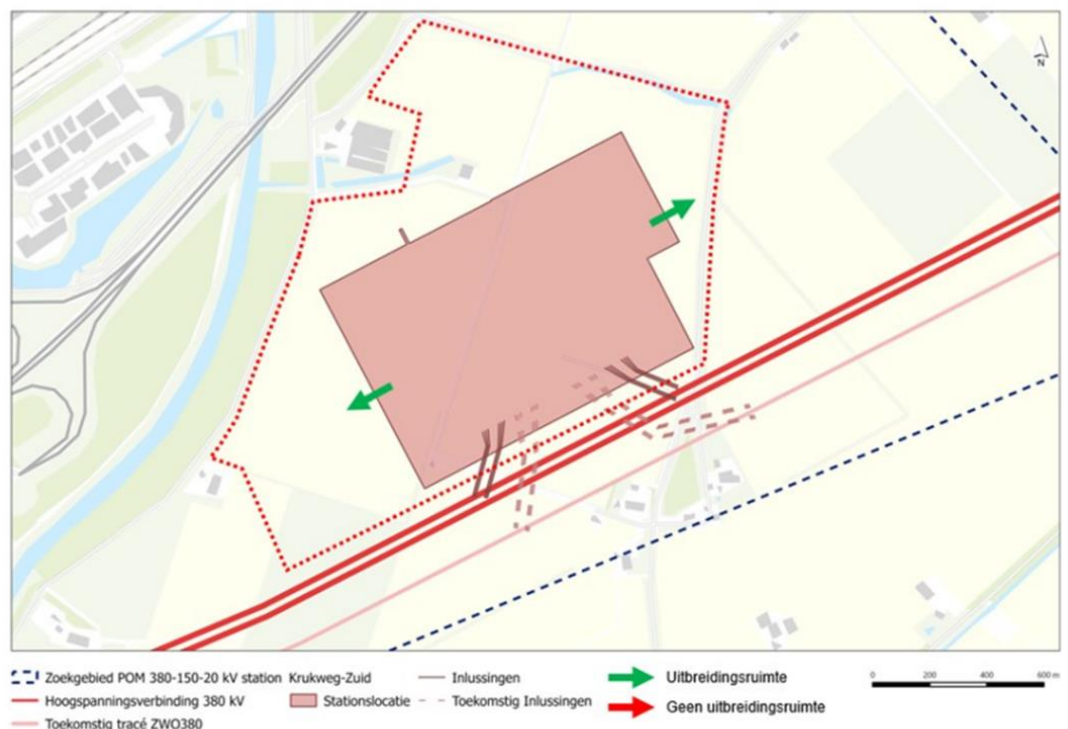 N
Zoekgebied POM 380-150-20 kV station Krukweg-Zuid
Inlussingen
Uitbreidingsruimte
0 200 400 600 m
Hoogspanningsverbinding 380 kV
Stationslocatie
Toekomstig Inlussingen
Geen uitbreidingsruimte
Toekomstig tracé ZWO380